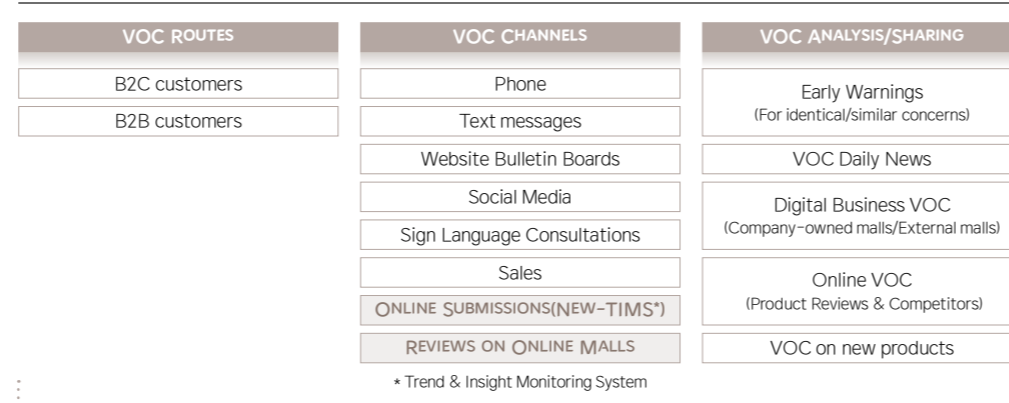 VOC ROUTES
B2C customers
B2B customers
VOC CHANNELS
Phone
Text messages
Website Bulletin Boards
Social Media
Sign Language Consultations
Sales
ONLINE SUBMISSIONS(NEW-TIMS*)
REVIEWS ON ONLINE MALLS
* Trend & Insight Monitoring System
VOC ANALYSIS/SHARING
Early Warnings
(For identical/similar concerns)
VOC Daily News
Digital Business VOC
(Company-owned malls/External malls)
Online VOC
(Product Reviews & Competitors)
VOC on new products